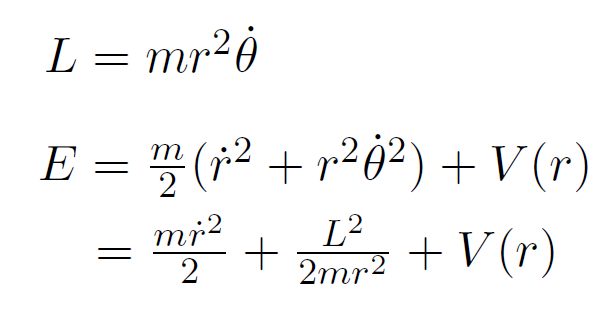 L = mr²θ̇
E = m/2 (ṙ² + r²θ̇²) + V(r)
= mṙ²/2 + L²/2mr² + V(r)